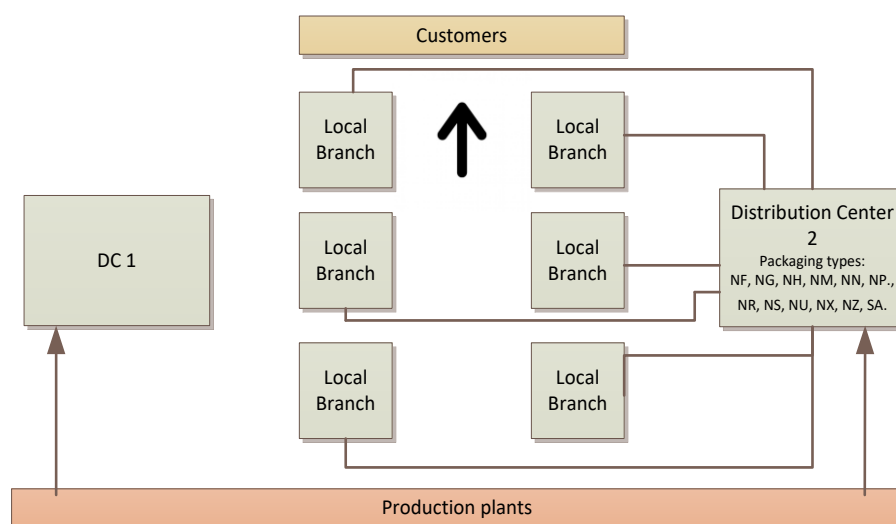 Customers
Local
Branch
Local
Branch
DC 1
Local
Branch
Local
Branch
Distribution Center
2
Packaging types:
NF, NG, NH, NM, NN, NP.,
NR, NS, NU, NX, NZ, SA.
Local
Branch
Local
Branch
Production plants